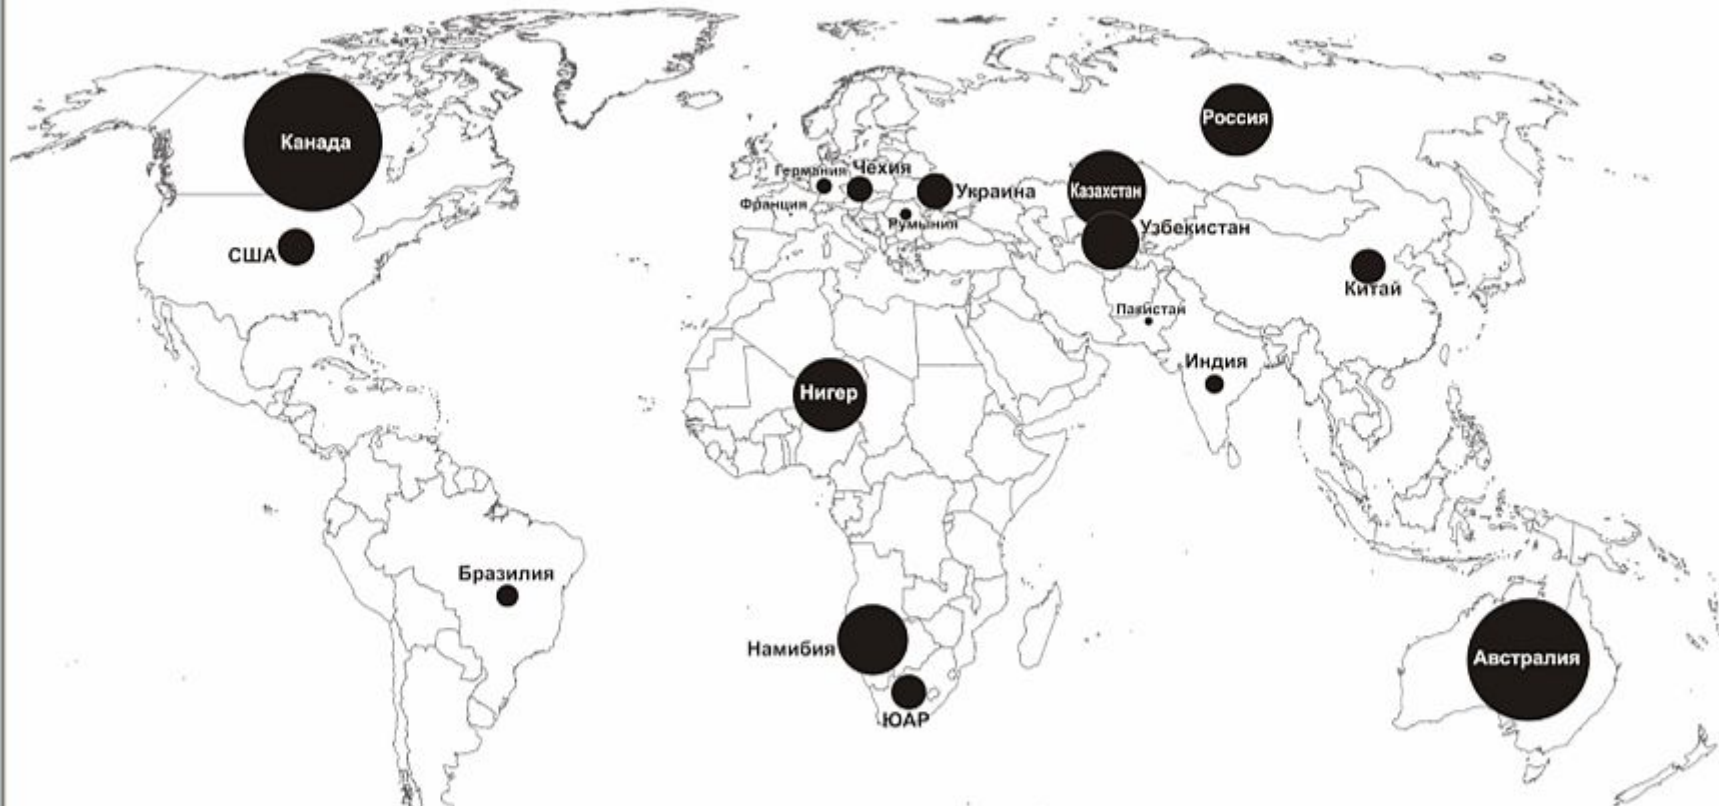 Россия
Канада
Чехия
Германия
Казахстан
Украина
Франция
Румыния
Узбекистан
США
Китай
Пакистан
Индия
Нигер
Бразилия
Намибия
Австралия
ЮАР